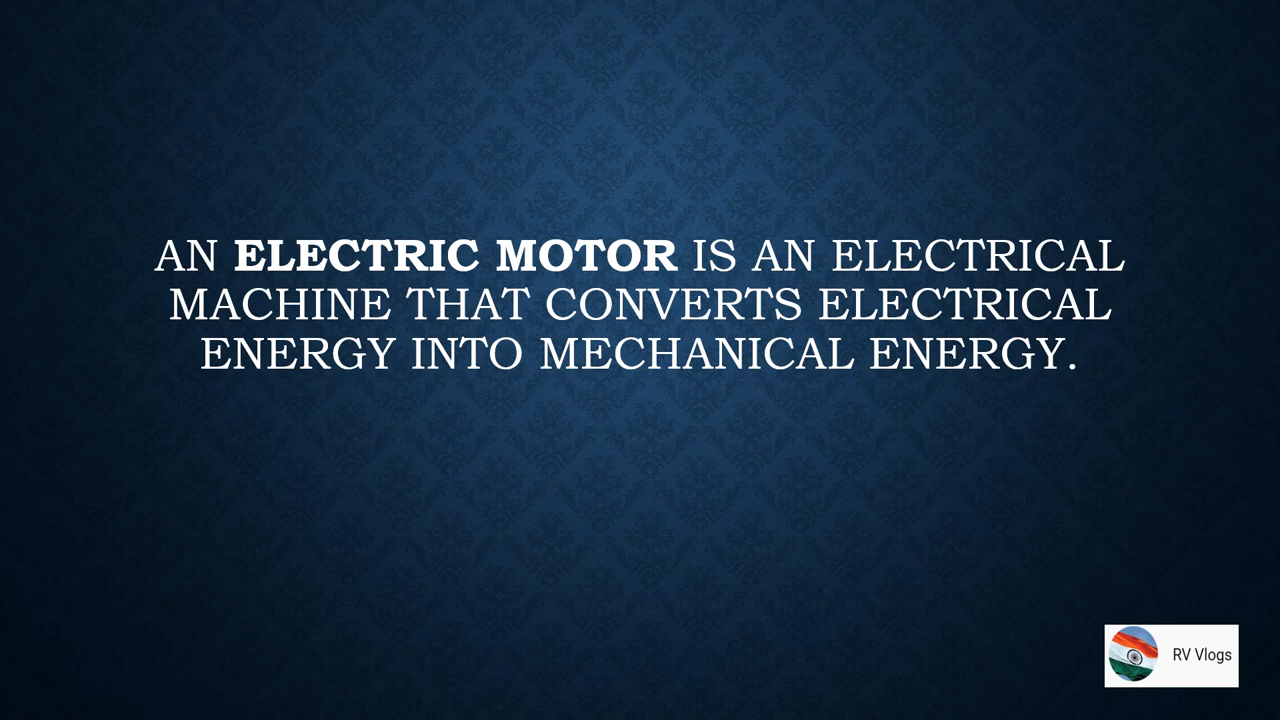 AN ELECTRIC MOTOR IS AN ELECTRICAL
MACHINE THAT CONVERTS ELECTRICAL
ENERGY INTO MECHANICAL ENERGY.
RV Vlogs